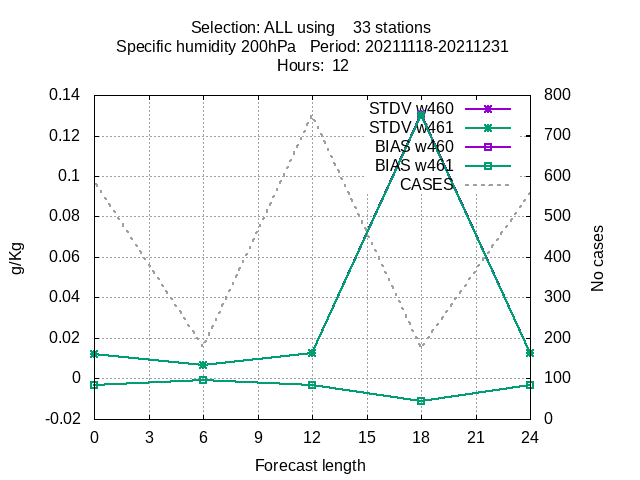 Selection: ALL using    33 stations
Specific humidity 200hPa   Period: 20211118-20211231
Hours:  12
STDV w460
STDV w461
BIAS w460
BIAS w461
CASES
0.14
0.12
0.1
0.08
0.06
0.04
0.02
0
-0.02
g/Kg
800
700
600
500
400
300
200
100
0
No cases
0 3 6 9 12 15 18 21 24
Forecast length